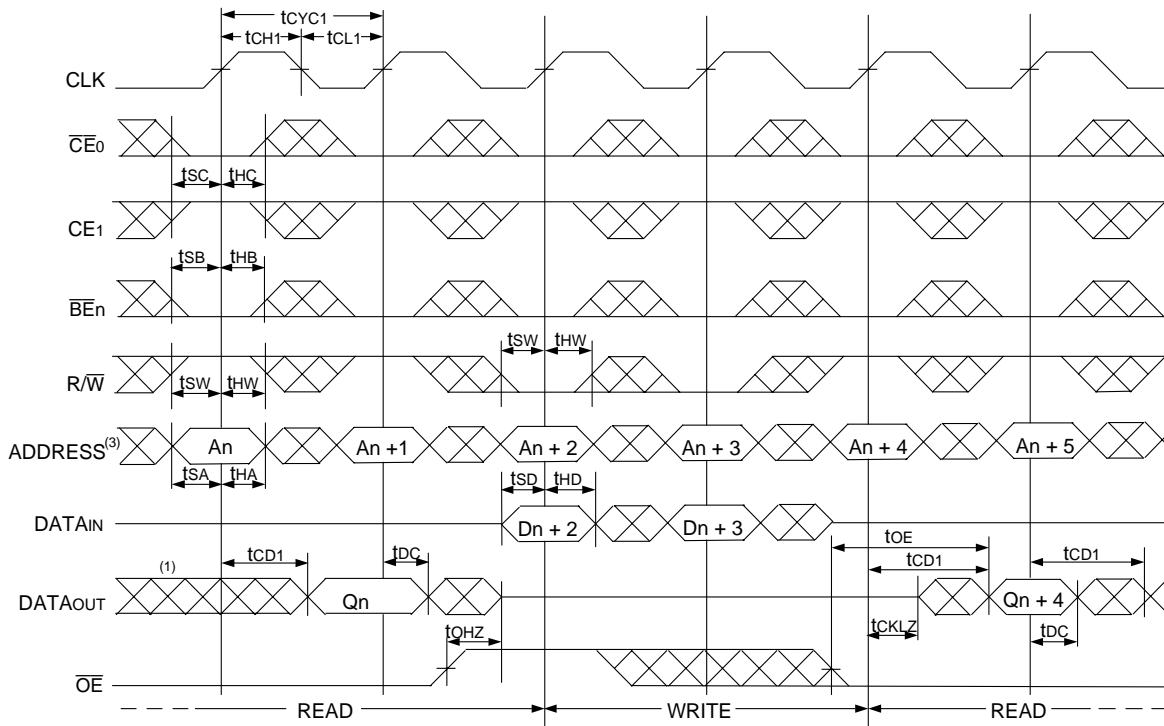 tCYC1
tCH1 tCL1
CLK
CE0
tSC tHC
CE1
tSB tHB
BEn
tSW tHW
R/W
tSW tHW
ADDRESS(3) An An +1 An + 2 An + 3 An + 4 An + 5
tSA tHA tSD tHD
DATAIN Dn + 2 Dn + 3
tOE
(1) tCD1 tDC tCD1 tCD1
DATAOUT Qn Qn + 4
tOHZ tCKLZ tDC
OE
READ WRITE READ